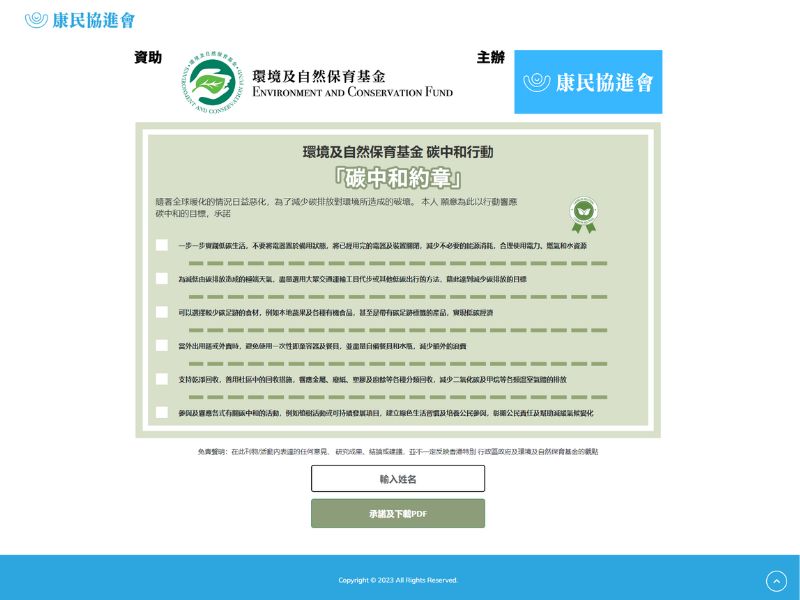 康民協進會
資助
主辦
環境及自然保育基金
ENVIRONMENT AND CONSERVATION FUND
康民協進會
環境及自然保育基金 碳中和行動
「碳中和約章」
隨著全球暖化的情況日益惡化，為了減少碳排放對環境所造成的破壞。 本人 願意為此以行動響應
碳中和的目標，承諾
一步一步實踐低碳生活，不要將電器置於備用狀態，將已經用完的電器及裝置關閉，減少不必要的能源消耗，合理使用電力、燃氣和水資源
為減低由碳排放造成的極端天氣，盡量選用大眾交通運輸工具代步或其他低碳出行的方法，藉此達到減少碳排放的目標
可以選擇較少碳足跡的食材，例如本地蔬果及各種有機食品，甚至是帶有碳足跡標籤的產品，實現低碳經濟
當外出用膳或外賣時，避免使用一次性即棄容器及餐具，並盡量自備餐具和水瓶，減少額外的浪費
支持乾淨回收，善用社區中的回收措施，響應金屬、廢紙、塑膠及廚餘等各種分類回收，減少二氧化碳及甲烷等各類溫室氣體的排放
參與及響應各式有關碳中和的活動，例如植樹活動或可持續發展項目，建立綠色生活習慣及培養公民參與，彰顯公民責任及幫助減緩氣候變化
免責聲明：在此刊物/活動內表達的任何意見、 研究成果、結論或建議，並不一定反映香港特別 行政區政府及環境及自然保育基金的觀點
輸入姓名
承諾及下載PDF
Copyright © 2023 All Rights Reserved.